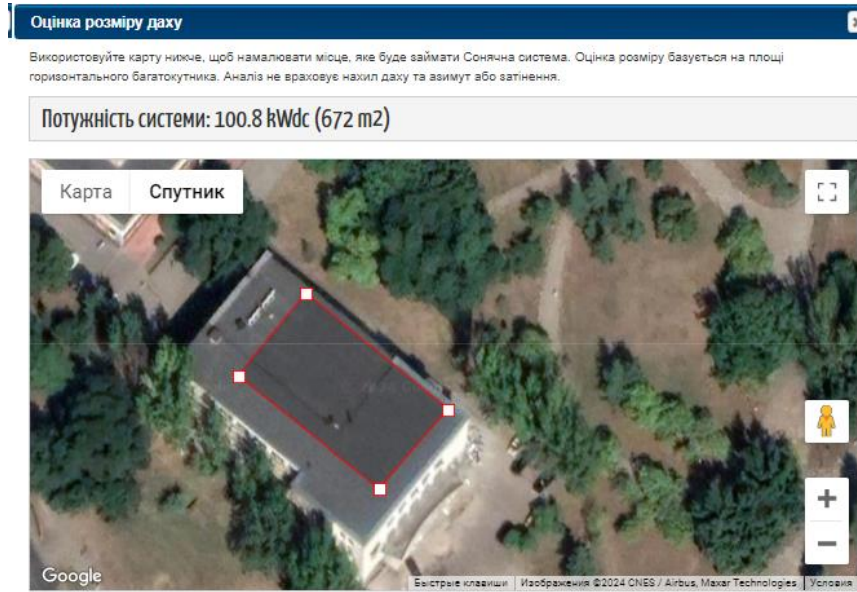 Оцінка розміру даху
Використовуйте карту нижче, щоб намалювати місце, яке буде займати Сонячна система. Оцінка розміру базується на площі
горизонтального багатокутника. Аналіз не враховує нахил даху та азимут або затінення.
Потужність системи: 100.8 kWdc (672 m2)
Карта Спутник
Google
Быстрые клавиши Изображения ©2024 CNES / Airbus, Maxar Technologies Условия